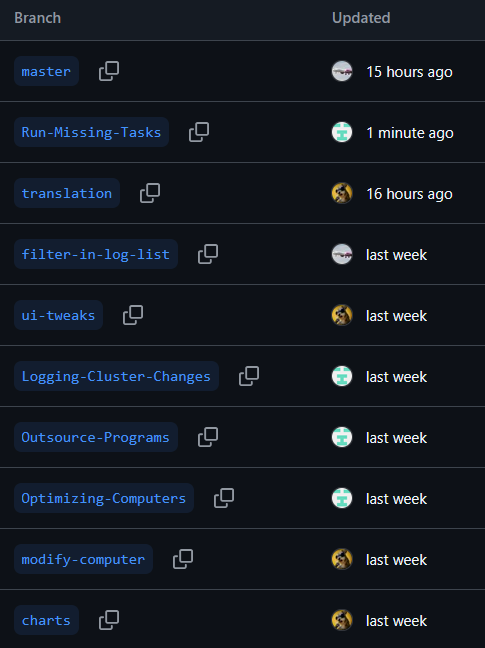 Branch Updated
master 15 hours ago
Run-Missing-Tasks 1 minute ago
translation 16 hours ago
filter-in-log-list last week
ui-tweaks last week
Logging-Cluster-Changes last week
Outsource-Programs last week
Optimizing-Computers last week
modify-computer last week
charts last week